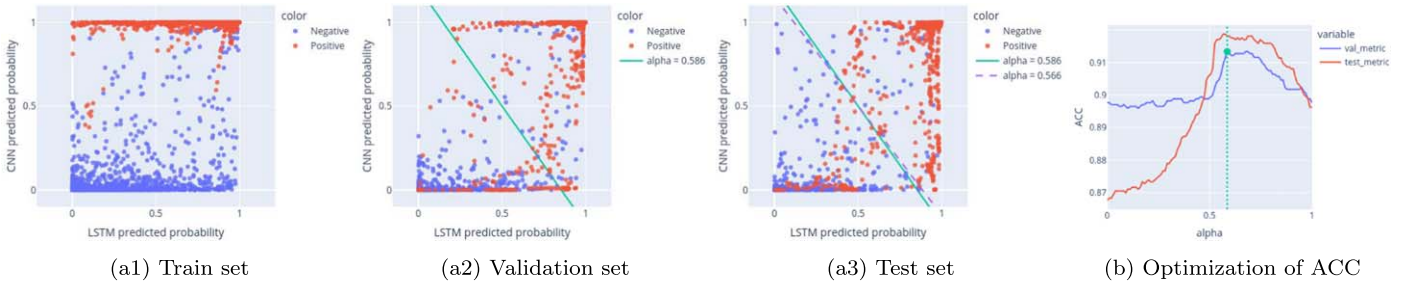 color
Negative
Positive
CNN predicted probability
1
0.5
0
0
0.5
1
LSTM predicted probability
(a1) Train set
color
Negative
Positive
alpha = 0.586
CNN predicted probability
1
0.5
0
0
0.5
1
LSTM predicted probability
(a2) Validation set
color
Negative
Positive
alpha = 0.586
alpha = 0.566
CNN predicted probability
1
0.5
0
0
0.5
1
LSTM predicted probability
(a3) Test set
variable
val_metric
test_metric
ACC
0.91
0.9
0.89
0.88
0.87
0
0.5
1
alpha
(b) Optimization of ACC